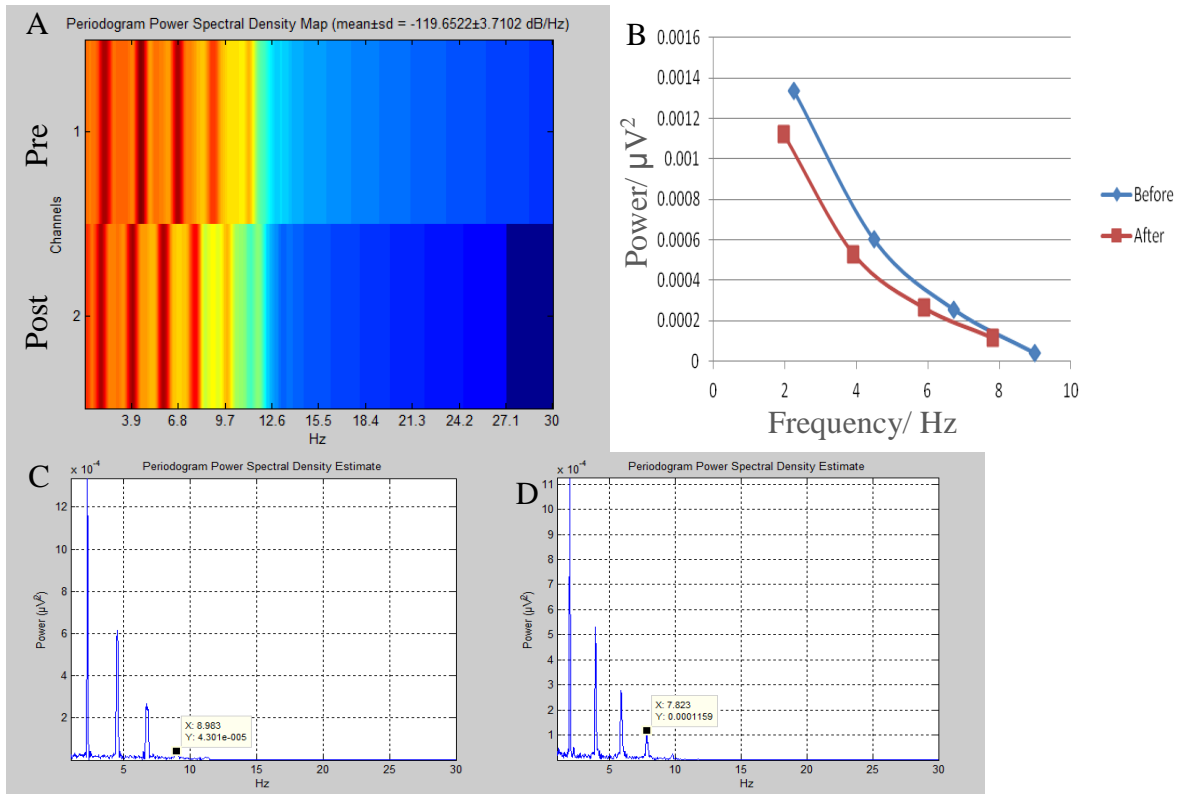 A
Periodogram Power Spectral Density Map (mean±sd = -119.6522±3.7102 dB/Hz)
Pre
Post
Channels
1
2
3.9 6.8 9.7 12.6 15.5 18.4 21.3 24.2 27.1 30
Hz
B
0.0016
0.0014
0.0012
0.001
0.0008
0.0006
0.0004
0.0002
0
Power/ µV²
0 2 4 6 8 10
Frequency/ Hz
Before
After
C
Periodogram Power Spectral Density Estimate
x 10⁻⁴
12
10
8
6
4
2
Power (µV²)
X: 8.983
Y: 4.301e-005
5 10 15 20 25 30
Hz
D
Periodogram Power Spectral Density Estimate
x 10⁻⁴
11
10
9
8
7
6
5
4
3
2
1
Power (µV²)
X: 7.823
Y: 0.0001159
5 10 15 20 25 30
Hz